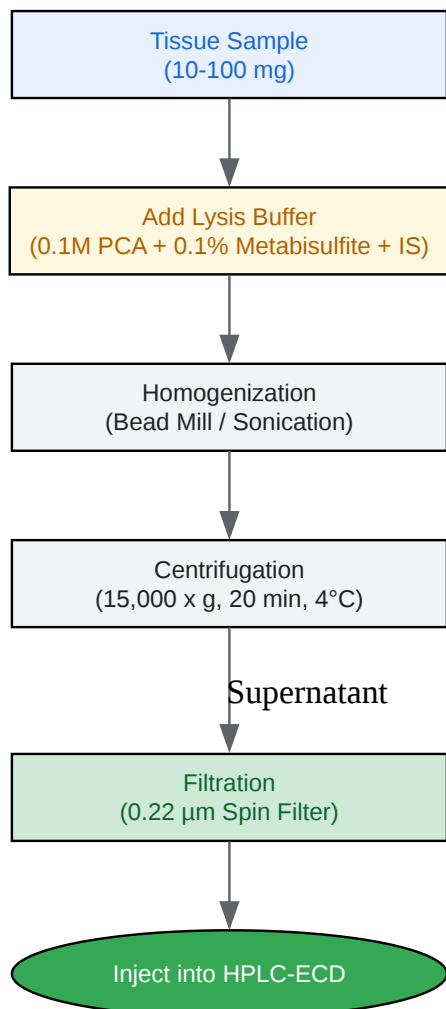 Tissue Sample
(10-100 mg)
Add Lysis Buffer
(0.1M PCA + 0.1% Metabisulfite + IS)
Homogenization
(Bead Mill / Sonication)
Centrifugation
(15,000 x g, 20 min, 4°C)
Supernatant
Filtration
(0.22 µm Spin Filter)
Inject into HPLC-ECD